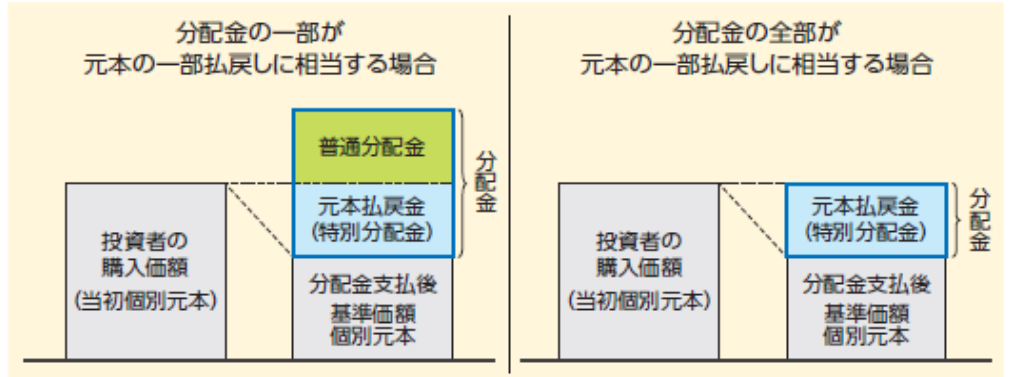 分配金の一部が
元本の一部払戻しに相当する場合
普通分配金
元本払戻金
(特別分配金)
分配金
投資者の
購入価額
(当初個別元本)
分配金支払後
基準価額
個別元本
分配金の全部が
元本の一部払戻しに相当する場合
元本払戻金
(特別分配金)
分配金
投資者の
購入価額
(当初個別元本)
分配金支払後
基準価額
個別元本